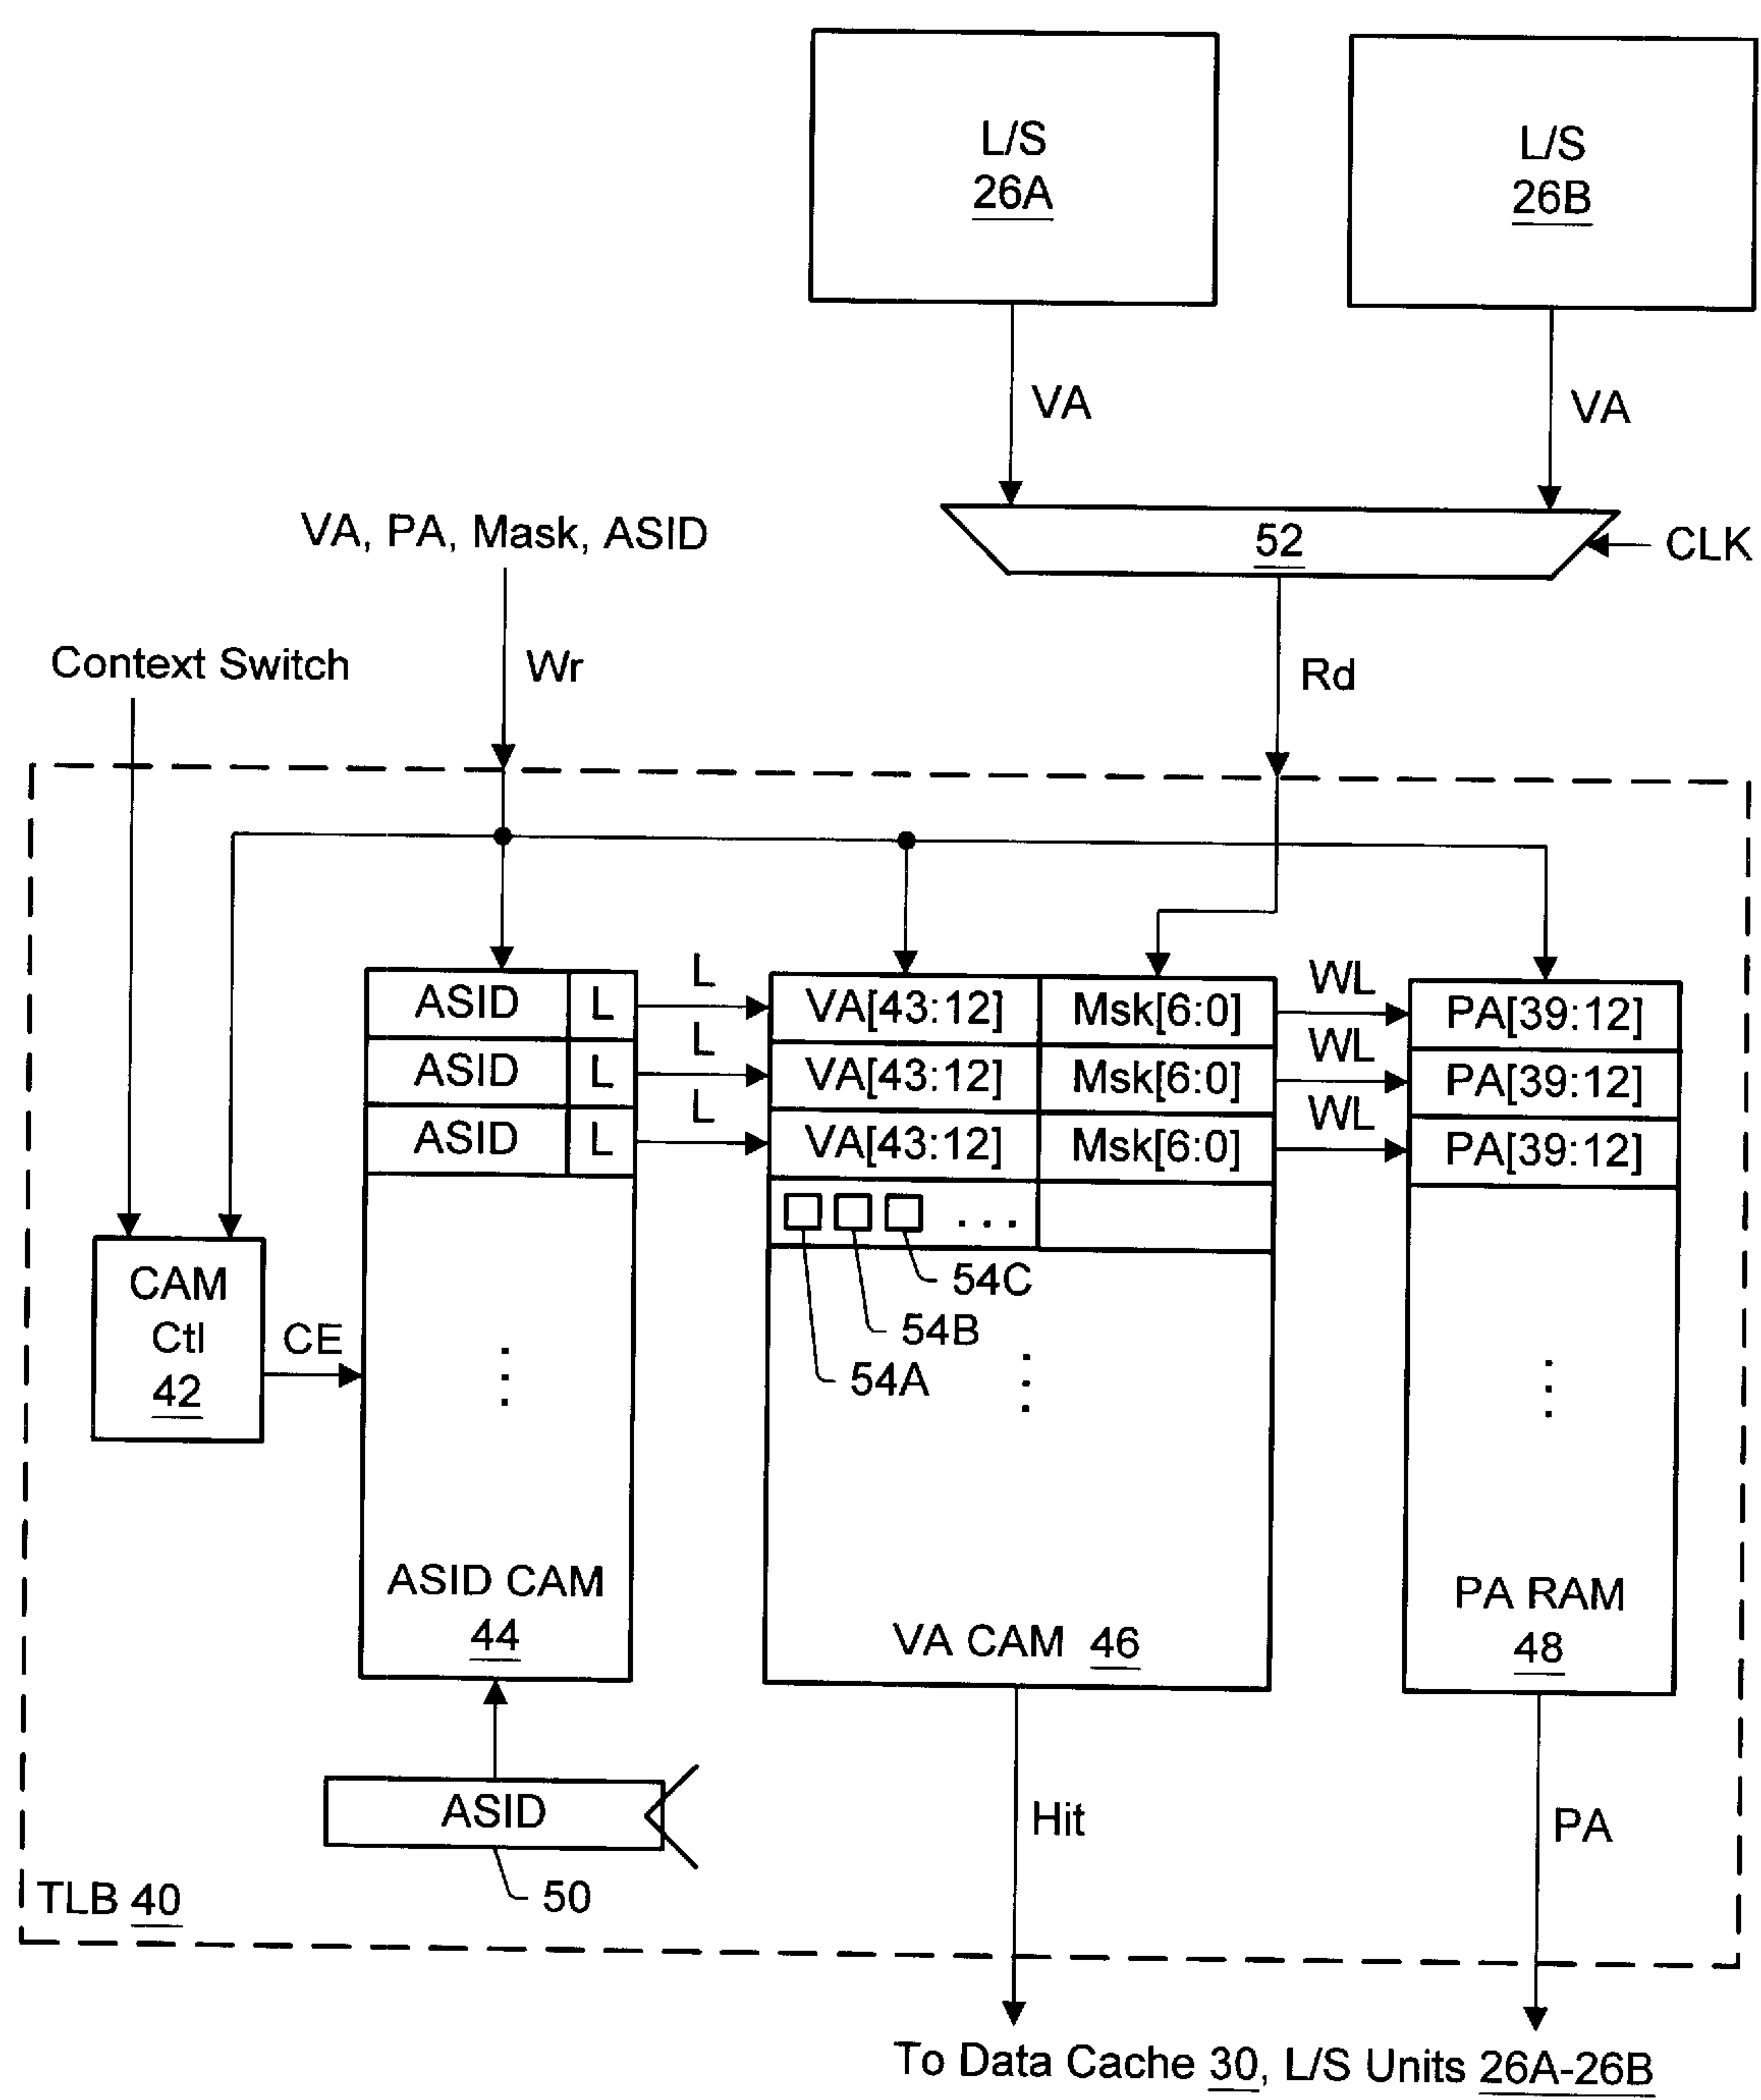 L/S
26A
L/S
26B
VA
VA
VA, PA, Mask, ASID
52
CLK
Context Switch
Wr
Rd
ASID L
L
VA[43:12] Msk[6:0]
WL
PA[39:12]
ASID L
L
VA[43:12] Msk[6:0]
WL
PA[39:12]
ASID L
L
VA[43:12] Msk[6:0]
WL
PA[39:12]
. . .
54C
54B
54A
CAM
Ctl
42
CE
ASID CAM
44
VA CAM 46
PA RAM
48
ASID
50
Hit
PA
TLB 40
To Data Cache 30, L/S Units 26A-26B